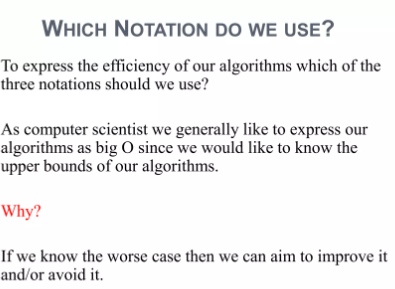 WHICH NOTATION DO WE USE?
To express the efficiency of our algorithms which of the
three notations should we use?
As computer scientist we generally like to express our
algorithms as big O since we would like to know the
upper bounds of our algorithms.
Why?
If we know the worse case then we can aim to improve it
and/or avoid it.